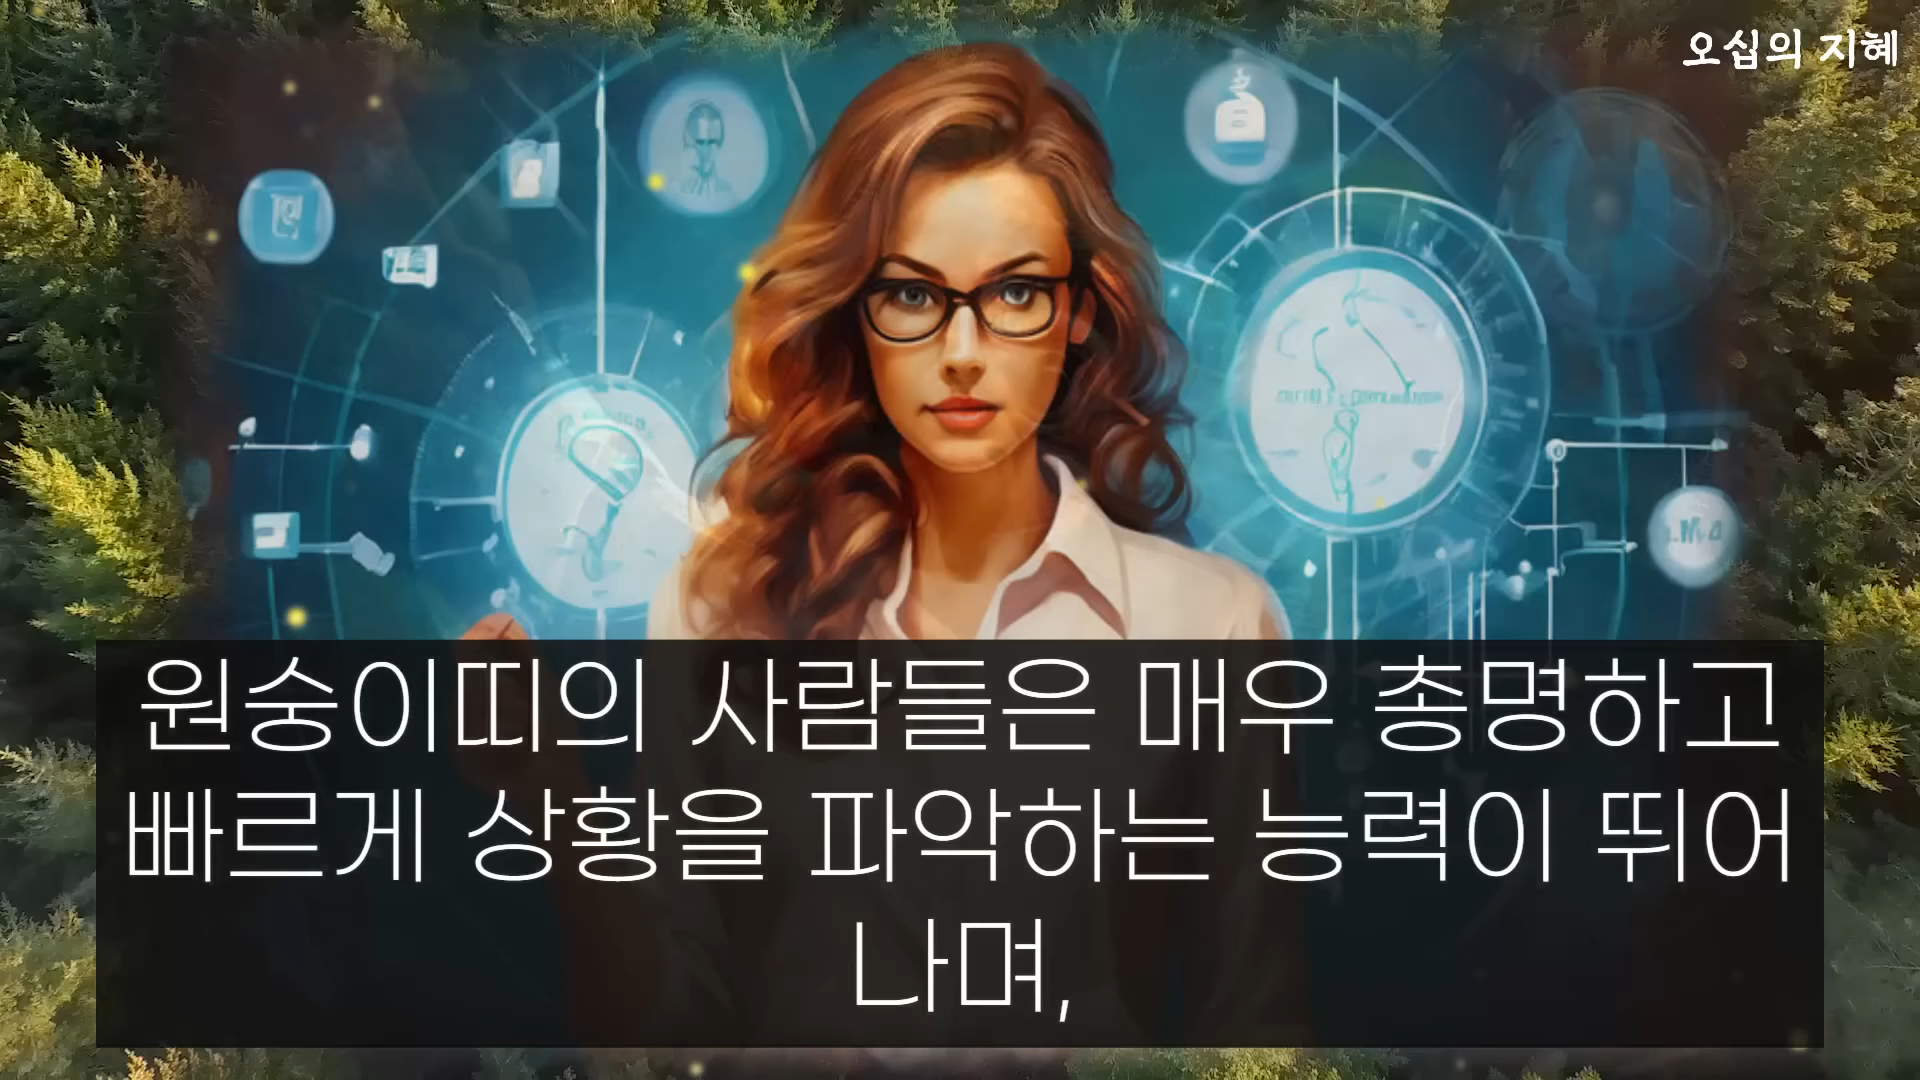 오십의 지혜
원숭이띠의 사람들은 매우 총명하고
빠르게 상황을 파악하는 능력이 뛰어
나며,